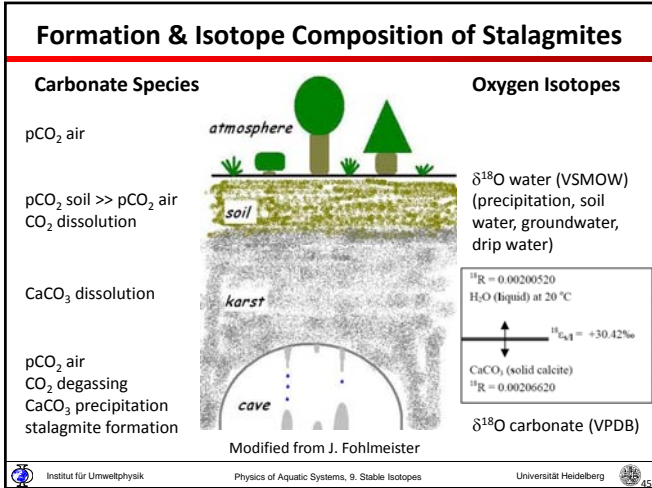 Formation & Isotope Composition of Stalagmites
Carbonate Species
pCO₂ air
pCO₂ soil >> pCO₂ air
CO₂ dissolution
CaCO₃ dissolution
pCO₂ air
CO₂ degassing
CaCO₃ precipitation
stalagmite formation
atmosphere
soil
karst
cave
Modified from J. Fohlmeister
Oxygen Isotopes
δ¹⁸O water (VSMOW)
(precipitation, soil
water, groundwater,
drip water)
¹⁸R = 0.00200520
H₂O (liquid) at 20 °C
¹⁸εs/l = +30.42‰
CaCO₃ (solid calcite)
¹⁸R = 0.00206620
δ¹⁸O carbonate (VPDB)
Institut für Umweltphysik
Physics of Aquatic Systems, 9. Stable Isotopes
Universität Heidelberg
45